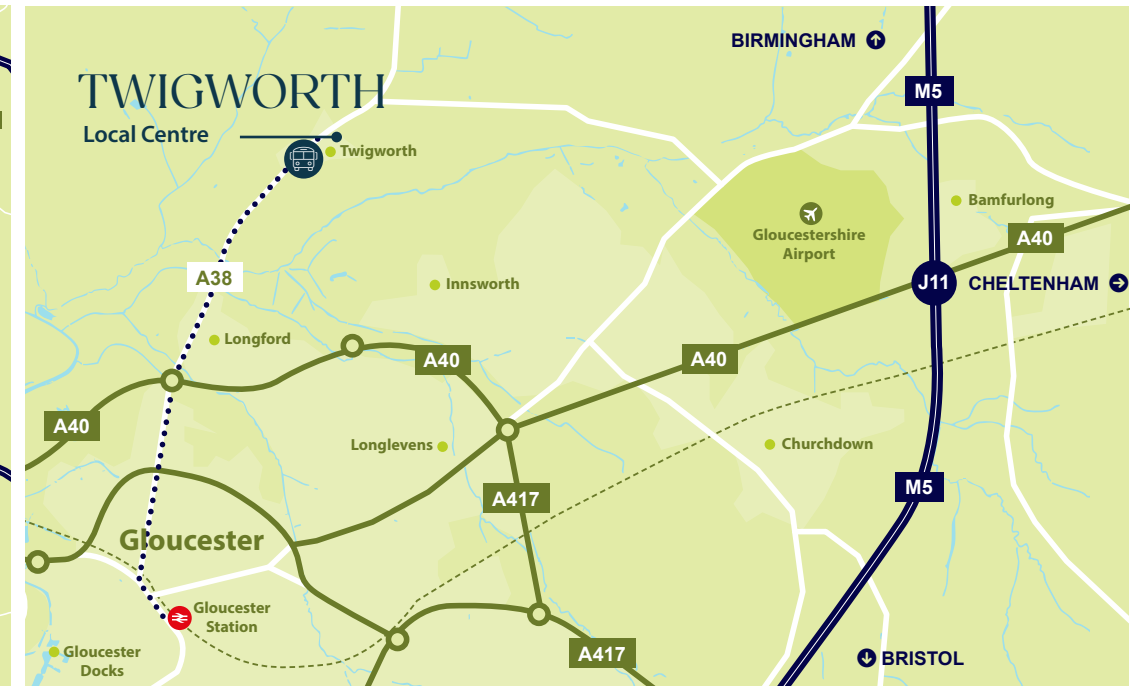 BIRMINGHAM
M5
TWIGWORTH
Local Centre
Twigworth
Bamfurlong
Gloucestershire
Airport
A40
A38
Innsworth
J11
CHELTENHAM
Longford
A40
A40
A40
Longlevens
Churchdown
M5
A417
Gloucester
Gloucester
Station
Gloucester
Docks
A417
BRISTOL